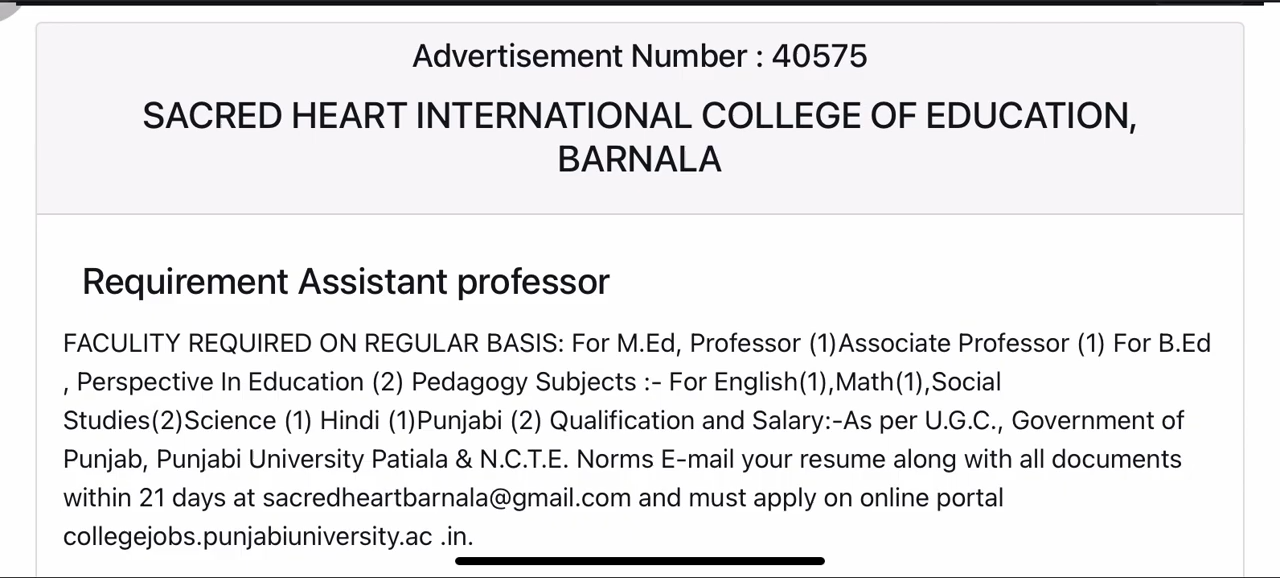 Advertisement Number : 40575
SACRED HEART INTERNATIONAL COLLEGE OF EDUCATION,
BARNALA
Requirement Assistant professor
FACULITY REQUIRED ON REGULAR BASIS: For M.Ed, Professor (1)Associate Professor (1) For B.Ed
, Perspective In Education (2) Pedagogy Subjects :- For English(1),Math(1),Social
Studies(2)Science (1) Hindi (1)Punjabi (2) Qualification and Salary:-As per U.G.C., Government of
Punjab, Punjabi University Patiala & N.C.T.E. Norms E-mail your resume along with all documents
within 21 days at sacredheartbarnala@gmail.com and must apply on online portal
collegejobs.punjabiuniversity.ac .in.